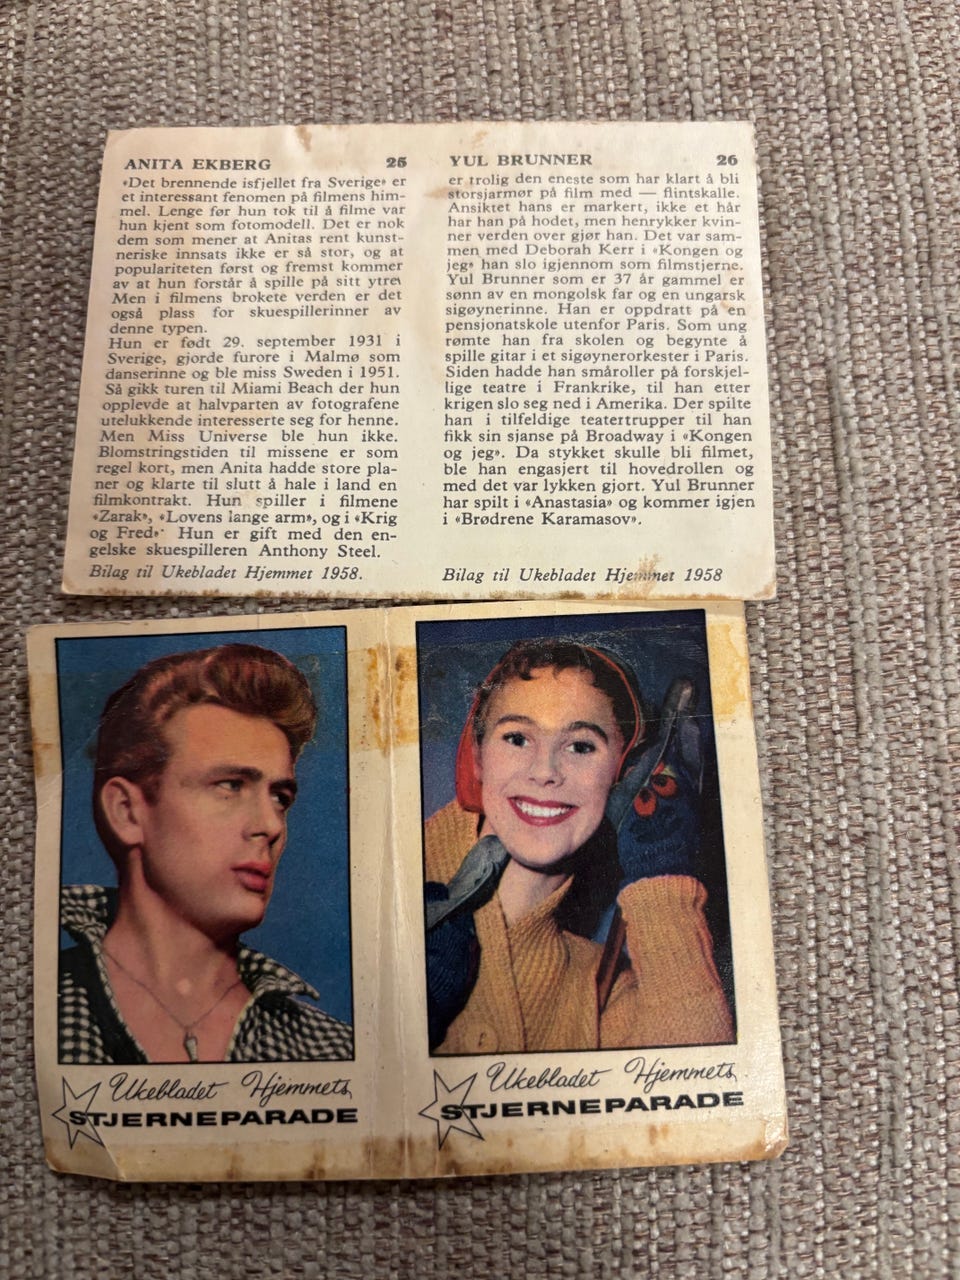 ANITA EKBERG 25
«Det brennende isfjellet fra Sverige» er
et interessant fenomen på filmens him-
mel. Lenge før hun tok til å filme var
hun kjent som fotomodell. Det er nok
dem som mener at Anitas rent kunst-
neriske innsats ikke er så stor, og at
populariteten først og fremst kommer
av at hun forstår å spille på sitt ytre.
Men i filmens brokete verden er det
også plass for skuespillerinner av
denne typen.
Hun er født 29. september 1931 i
Sverige, gjorde furore i Malmø som
danserinne og ble miss Sweden i 1951.
Så gikk turen til Miami Beach der hun
opplevde at halvparten av fotografene
utelukkende interesserte seg for henne.
Men Miss Universe ble hun ikke.
Blomstringstiden til missene er som
regel kort, men Anita hadde store pla-
ner og klarte til slutt å hale i land en
filmkontrakt. Hun spiller i filmene
«Zarak», «Lovens lange arm», og i «Krig
og Fred». Hun er gift med den en-
gelske skuespilleren Anthony Steel.
Bilag til Ukebladet Hjemmet 1958.
YUL BRUNNER 26
er trolig den eneste som har klart å bli
storsjarmør på film med — flintskalle.
Ansiktet hans er markert, ikke et hår
har han på hodet, men henrykker kvin-
ner verden over gjør han. Det var sam-
men med Deborah Kerr i «Kongen og
jeg» han slo igjennom som filmstjerne.
Yul Brunner som er 37 år gammel er
sønn av en mongolsk far og en ungarsk
sigøynerinne. Han er oppdratt på en
pensjonatskole utenfor Paris. Som ung
rømte han fra skolen og begynte å
spille gitar i et sigøynerorkester i Paris.
Siden hadde han småroller på forskjel-
lige teatre i Frankrike, til han etter
krigen slo seg ned i Amerika. Der spilte
han i tilfeldige teatertrupper til han
fikk sin sjanse på Broadway i «Kongen
og jeg». Da stykket skulle bli filmet,
ble han engasjert til hovedrollen og
med det var lykken gjort. Yul Brunner
har spilt i «Anastasia» og kommer igjen
i «Brødrene Karamasov».
Bilag til Ukebladet Hjemmet 1958
Ukebladet Hjemmets
STJERNEPARADE
Ukebladet Hjemmets
STJERNEPARADE